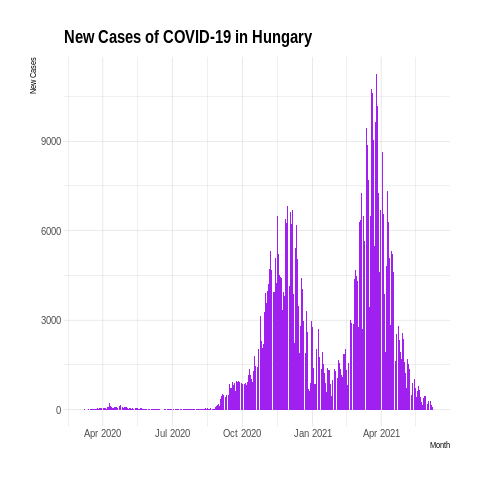 New Cases of COVID-19 in Hungary
New Cases
9000
6000
3000
0
Apr 2020 Jul 2020 Oct 2020 Jan 2021 Apr 2021
Month